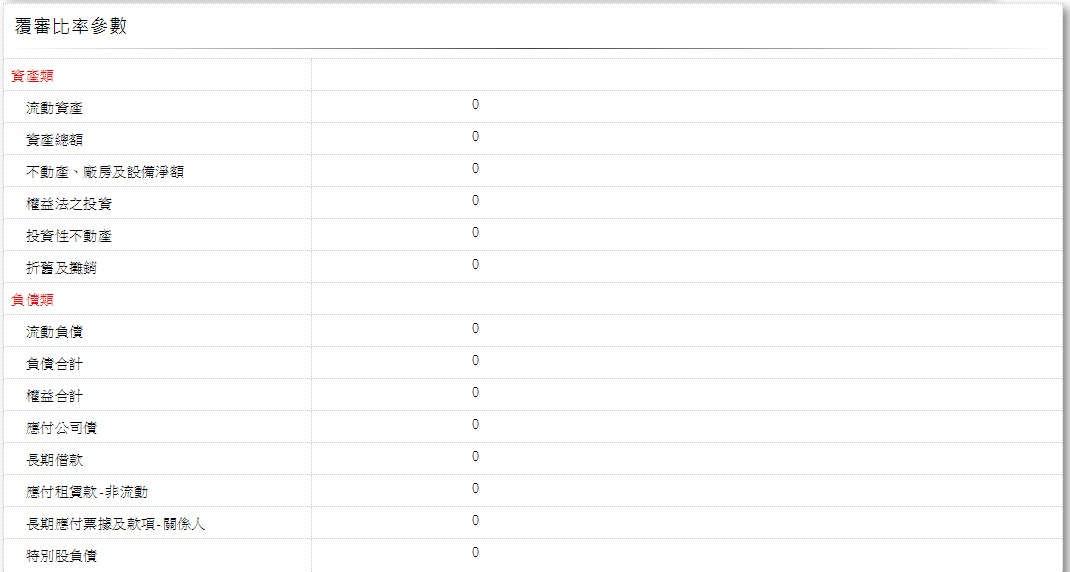 覆審比率參數
資產類
流動資產 0
資產總額 0
不動產、廠房及設備淨額 0
權益法之投資 0
投資性不動產 0
折舊及攤銷 0
負債類
流動負債 0
負債合計 0
權益合計 0
應付公司債 0
長期借款 0
應付租賃款-非流動 0
長期應付票據及款項-關係人 0
特別股負債 0